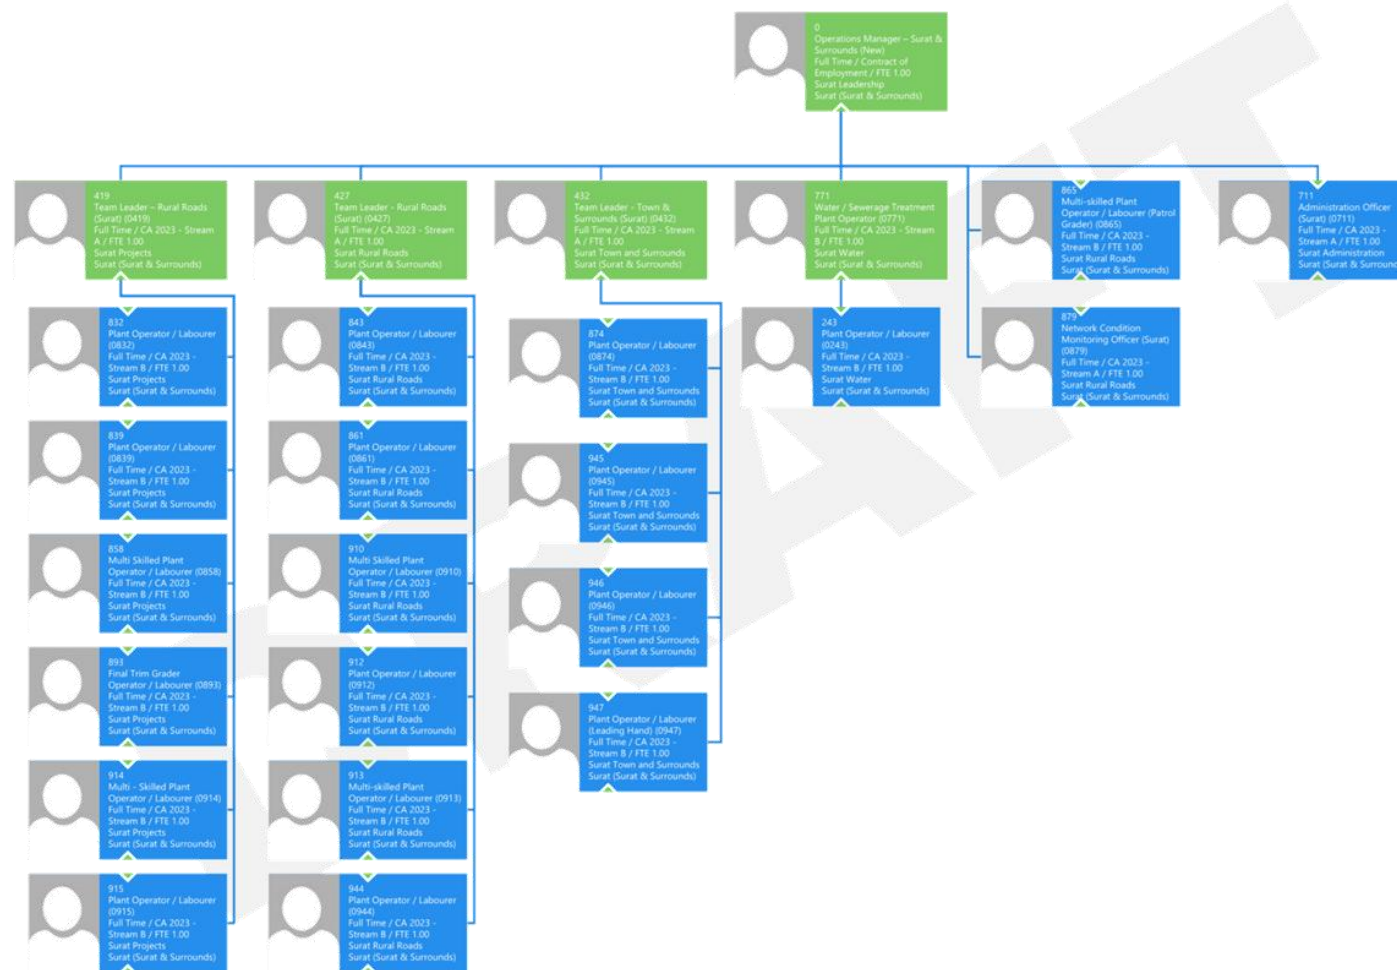 0
Operations Manager – Surat &
Surrounds (New)
Full Time / Contract of
Employment / FTE 1.00
Surat Leadership
Surat (Surat & Surrounds)
419
Team Leader – Rural Roads
(Surat) (0419)
Full Time / CA 2023 - Stream
A / FTE 1.00
Surat Projects
Surat (Surat & Surrounds)
427
Team Leader - Rural Roads
(Surat) (0427)
Full Time / CA 2023 - Stream
A / FTE 1.00
Surat Rural Roads
Surat (Surat & Surrounds)
432
Team Leader - Town &
Surrounds (Surat) (0432)
Full Time / CA 2023 - Stream
A / FTE 1.00
Surat Town and Surrounds
Surat (Surat & Surrounds)
771
Water / Sewerage Treatment
Plant Operator (0771)
Full Time / CA 2023 - Stream
B / FTE 1.00
Surat Water
Surat (Surat & Surrounds)
865
Multi-skilled Plant
Operator / Labourer (Patrol
Grader) (0865)
Full Time / CA 2023 -
Stream B / FTE 1.00
Surat Rural Roads
Surat (Surat & Surrounds)
711
Administration Officer
(Surat) (0711)
Full Time / CA 2023 -
Stream A / FTE 1.00
Surat Administration
Surat (Surat & Surround
832
Plant Operator / Labourer
(0832)
Full Time / CA 2023 -
Stream B / FTE 1.00
Surat Projects
Surat (Surat & Surrounds)
843
Plant Operator / Labourer
(0843)
Full Time / CA 2023 -
Stream B / FTE 1.00
Surat Rural Roads
Surat (Surat & Surrounds)
874
Plant Operator / Labourer
(0874)
Full Time / CA 2023 -
Stream B / FTE 1.00
Surat Town and Surrounds
Surat (Surat & Surrounds)
243
Plant Operator / Labourer
(0243)
Full Time / CA 2023 -
Stream B / FTE 1.00
Surat Water
Surat (Surat & Surrounds)
879
Network Condition
Monitoring Officer (Surat)
(0879)
Full Time / CA 2023 -
Stream A / FTE 1.00
Surat Rural Roads
Surat (Surat & Surrounds)
839
Plant Operator / Labourer
(0839)
Full Time / CA 2023 -
Stream B / FTE 1.00
Surat Projects
Surat (Surat & Surrounds)
861
Plant Operator / Labourer
(0861)
Full Time / CA 2023 -
Stream B / FTE 1.00
Surat Rural Roads
Surat (Surat & Surrounds)
945
Plant Operator / Labourer
(0945)
Full Time / CA 2023 -
Stream B / FTE 1.00
Surat Town and Surrounds
Surat (Surat & Surrounds)
858
Multi Skilled Plant
Operator / Labourer (0858)
Full Time / CA 2023 -
Stream B / FTE 1.00
Surat Projects
Surat (Surat & Surrounds)
910
Multi Skilled Plant
Operator / Labourer (0910)
Full Time / CA 2023 -
Stream B / FTE 1.00
Surat Rural Roads
Surat (Surat & Surrounds)
946
Plant Operator / Labourer
(0946)
Full Time / CA 2023 -
Stream B / FTE 1.00
Surat Town and Surrounds
Surat (Surat & Surrounds)
893
Final Trim Grader
Operator / Labourer (0893)
Full Time / CA 2023 -
Stream B / FTE 1.00
Surat Projects
Surat (Surat & Surrounds)
912
Plant Operator / Labourer
(0912)
Full Time / CA 2023 -
Stream B / FTE 1.00
Surat Rural Roads
Surat (Surat & Surrounds)
947
Plant Operator / Labourer
(Leading Hand) (0947)
Full Time / CA 2023 -
Stream B / FTE 1.00
Surat Town and Surrounds
Surat (Surat & Surrounds)
914
Multi - Skilled Plant
Operator / Labourer (0914)
Full Time / CA 2023 -
Stream B / FTE 1.00
Surat Projects
Surat (Surat & Surrounds)
913
Multi-skilled Plant
Operator / Labourer (0913)
Full Time / CA 2023 -
Stream B / FTE 1.00
Surat Rural Roads
Surat (Surat & Surrounds)
915
Plant Operator / Labourer
(0915)
Full Time / CA 2023 -
Stream B / FTE 1.00
Surat Projects
Surat (Surat & Surrounds)
944
Plant Operator / Labourer
(0944)
Full Time / CA 2023 -
Stream B / FTE 1.00
Surat Rural Roads
Surat (Surat & Surrounds)
DRAFT